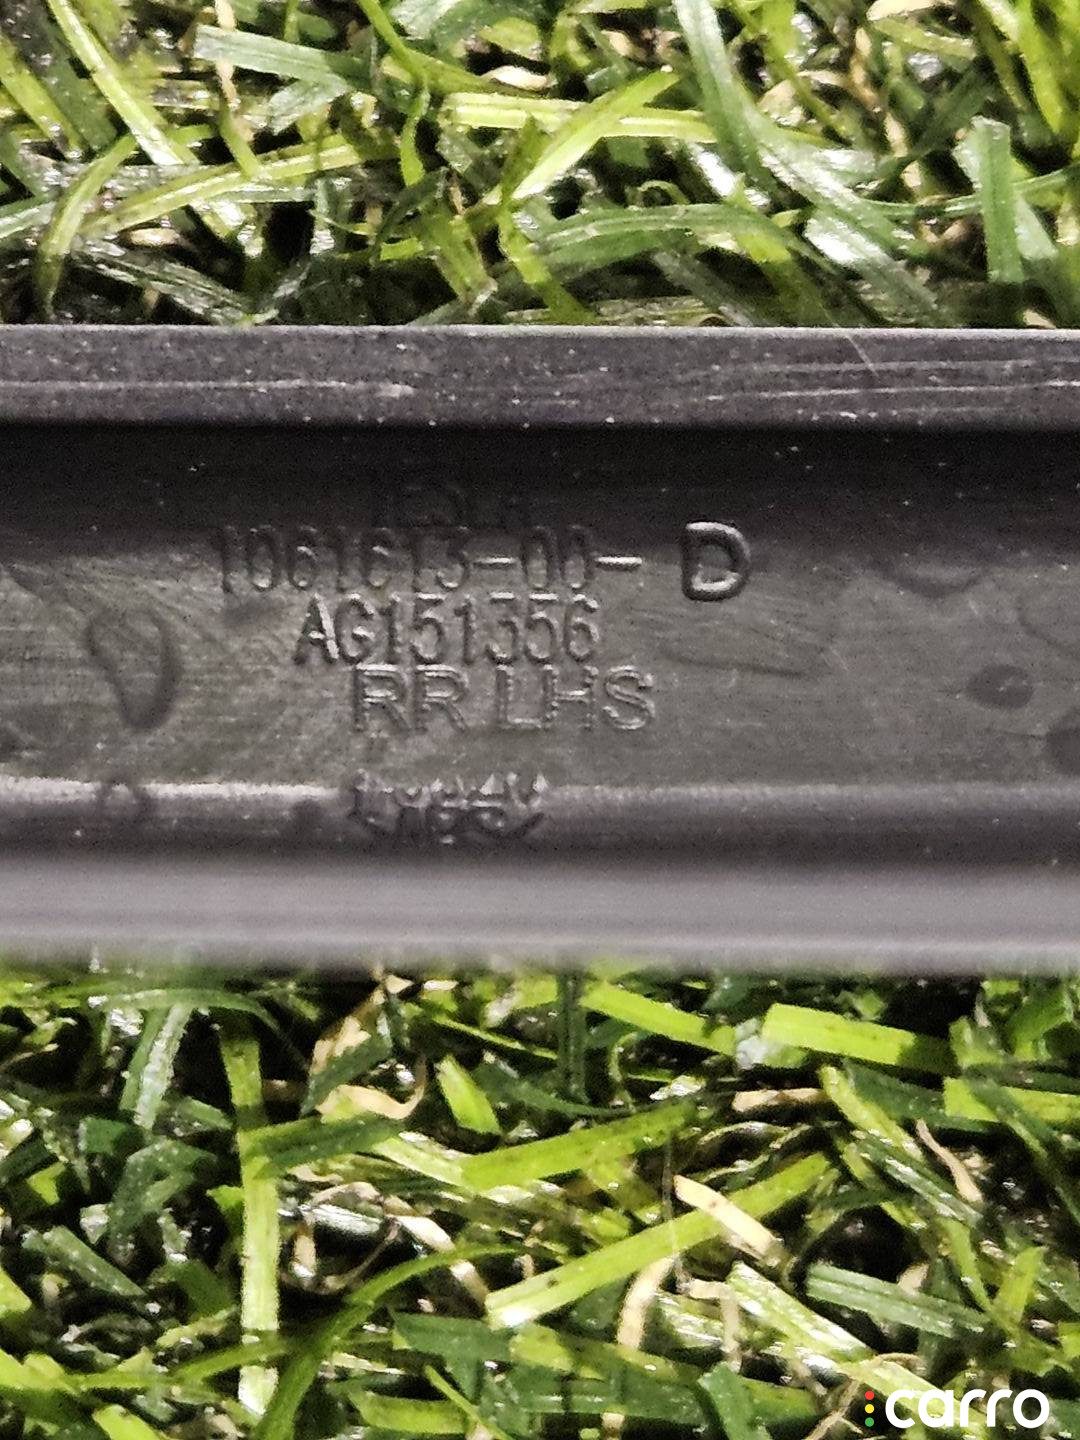 TESLA
1061613-00- D
AG151356
RR LHS
carro